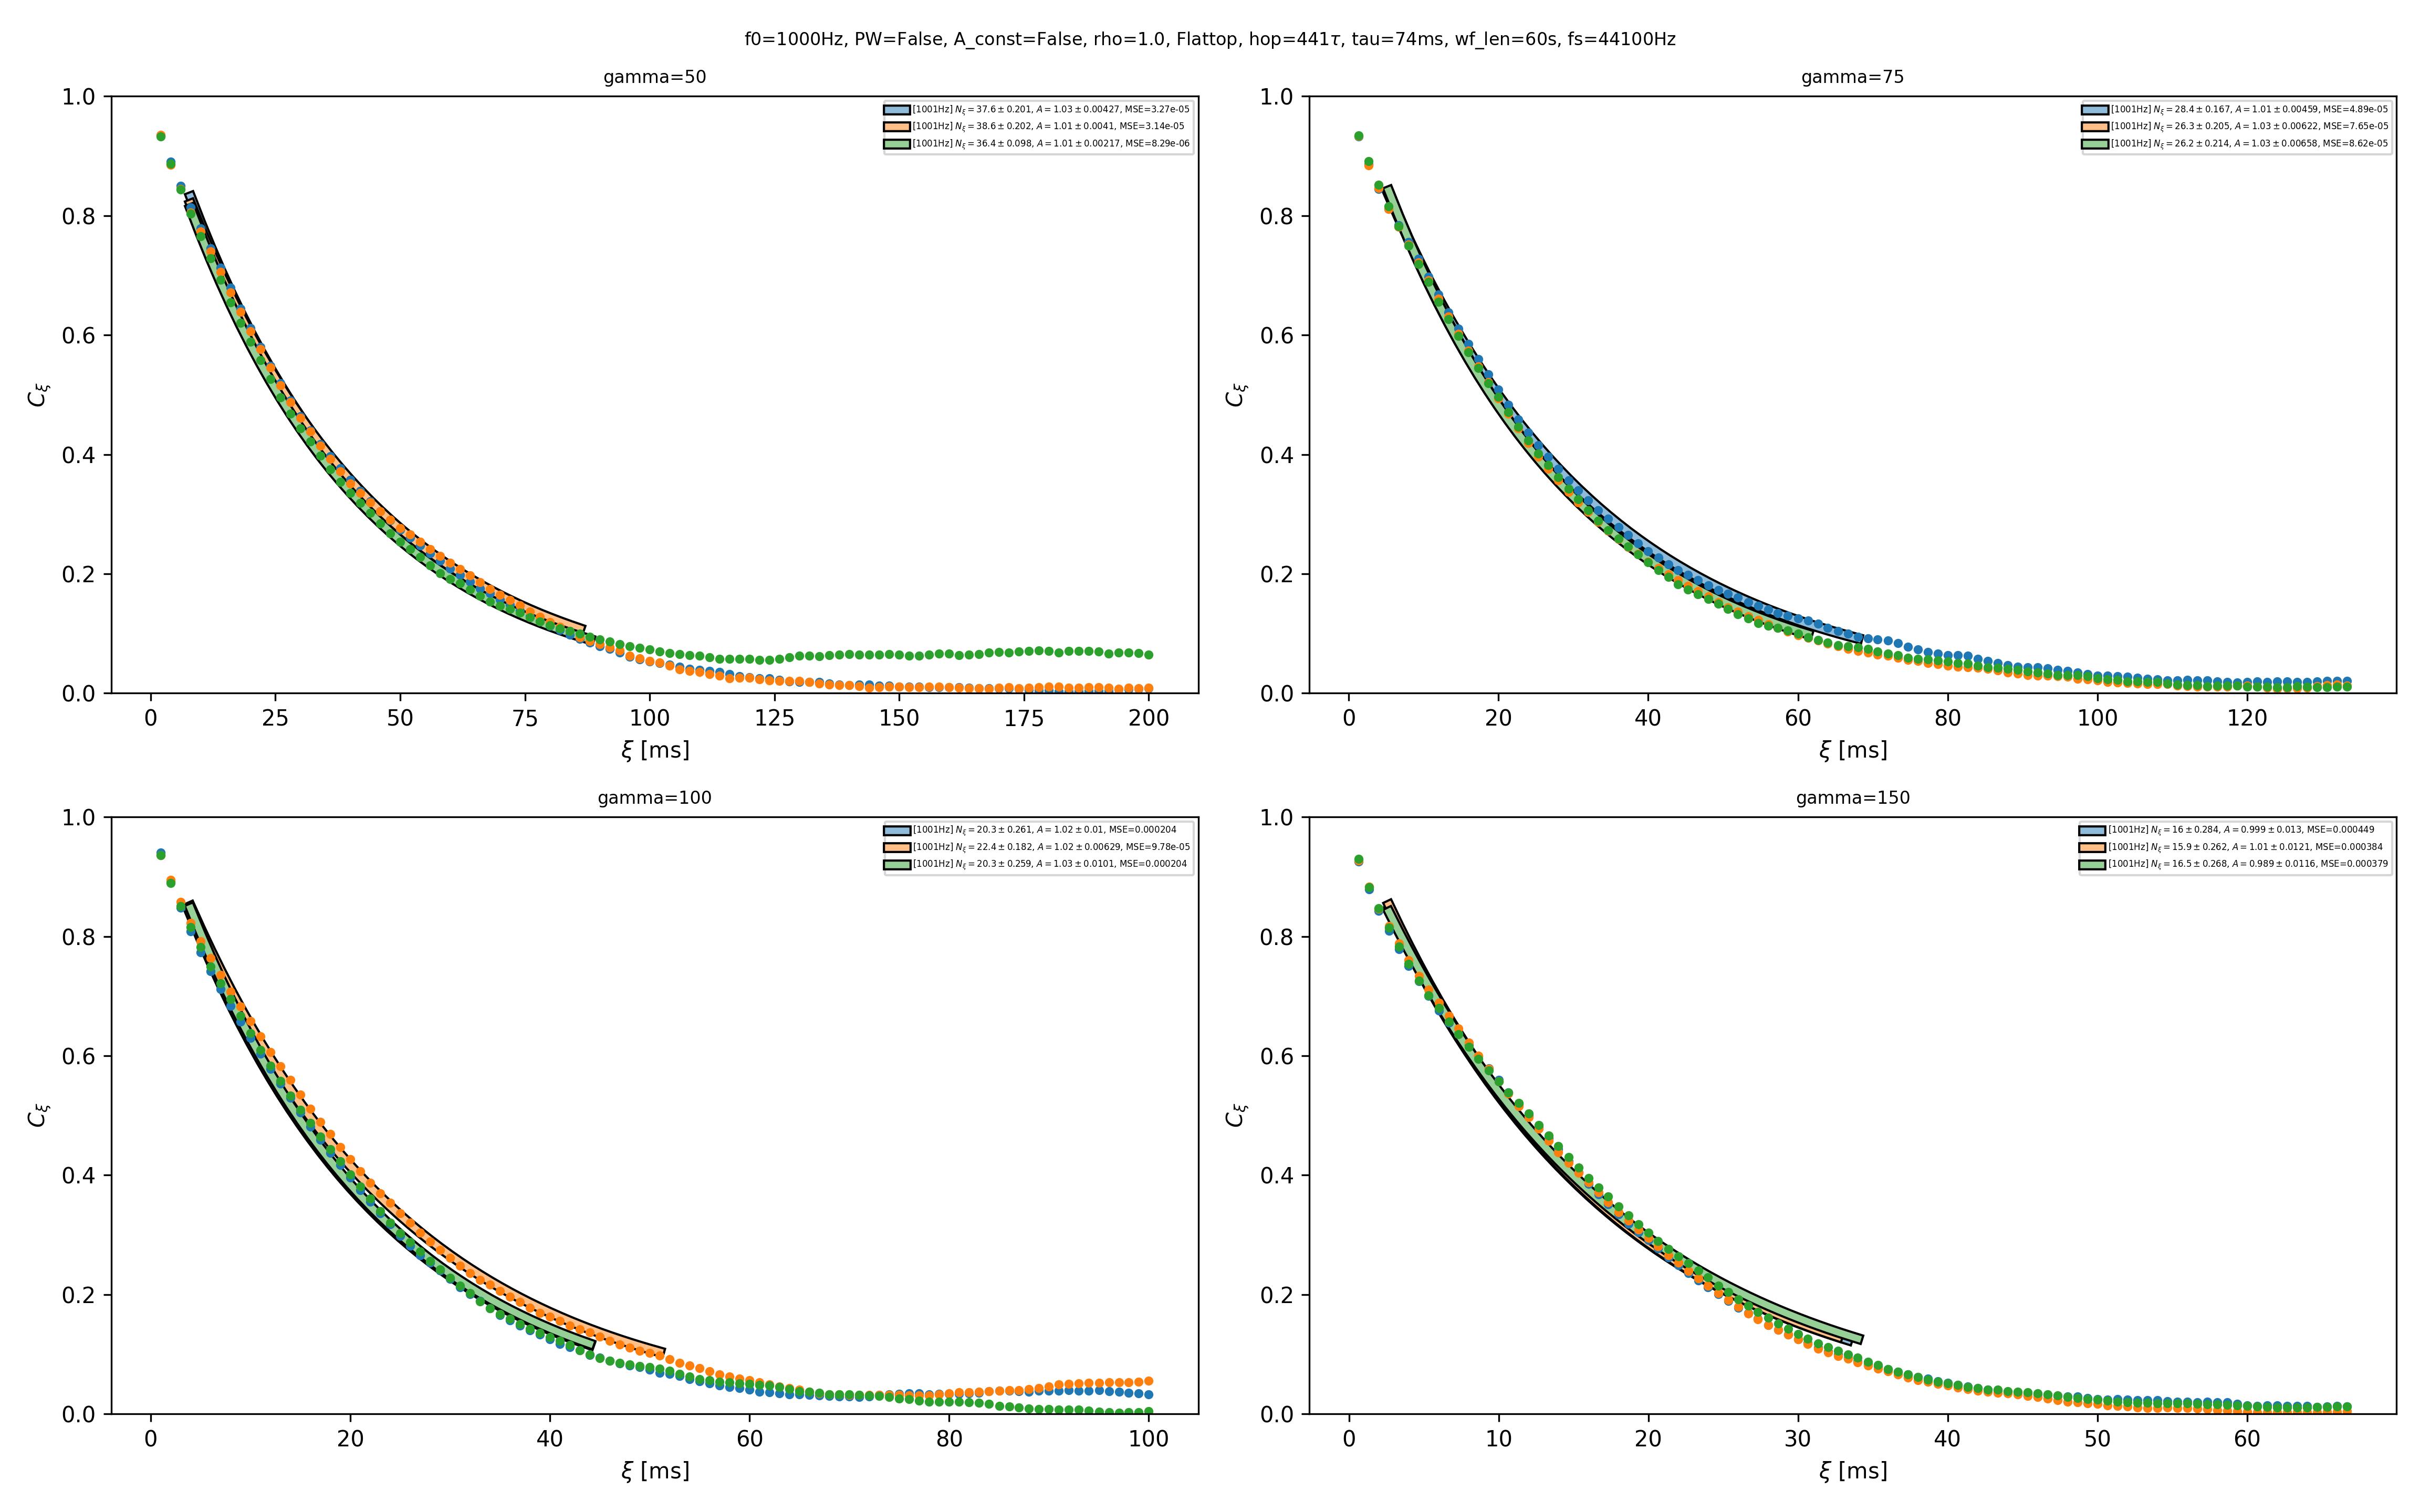 f0=1000Hz, PW=False, A_const=False, rho=1.0, Flattop, hop=441τ, tau=74ms, wf_len=60s, fs=44100Hz
gamma=50
1.0
0.8
0.6
0.4
0.2
0.0
C_ξ
0 25 50 75 100 125 150 175 200
ξ [ms]
[1001Hz] N_ξ = 37.6 ± 0.201, A = 1.03 ± 0.00427, MSE=3.27e-05
[1001Hz] N_ξ = 38.6 ± 0.202, A = 1.01 ± 0.0041, MSE=3.14e-05
[1001Hz] N_ξ = 36.4 ± 0.098, A = 1.01 ± 0.00217, MSE=8.29e-06
gamma=75
1.0
0.8
0.6
0.4
0.2
0.0
C_ξ
0 20 40 60 80 100 120
ξ [ms]
[1001Hz] N_ξ = 28.4 ± 0.167, A = 1.01 ± 0.00459, MSE=4.89e-05
[1001Hz] N_ξ = 26.3 ± 0.205, A = 1.03 ± 0.00622, MSE=7.65e-05
[1001Hz] N_ξ = 26.2 ± 0.214, A = 1.03 ± 0.00658, MSE=8.62e-05
gamma=100
1.0
0.8
0.6
0.4
0.2
0.0
C_ξ
0 20 40 60 80 100
ξ [ms]
[1001Hz] N_ξ = 20.3 ± 0.261, A = 1.02 ± 0.01, MSE=0.000204
[1001Hz] N_ξ = 22.4 ± 0.182, A = 1.02 ± 0.00629, MSE=9.78e-05
[1001Hz] N_ξ = 20.3 ± 0.259, A = 1.03 ± 0.0101, MSE=0.000204
gamma=150
1.0
0.8
0.6
0.4
0.2
0.0
C_ξ
0 10 20 30 40 50 60
ξ [ms]
[1001Hz] N_ξ = 16 ± 0.284, A = 0.999 ± 0.013, MSE=0.000449
[1001Hz] N_ξ = 15.9 ± 0.262, A = 1.01 ± 0.0121, MSE=0.000384
[1001Hz] N_ξ = 16.5 ± 0.268, A = 0.989 ± 0.0116, MSE=0.000379